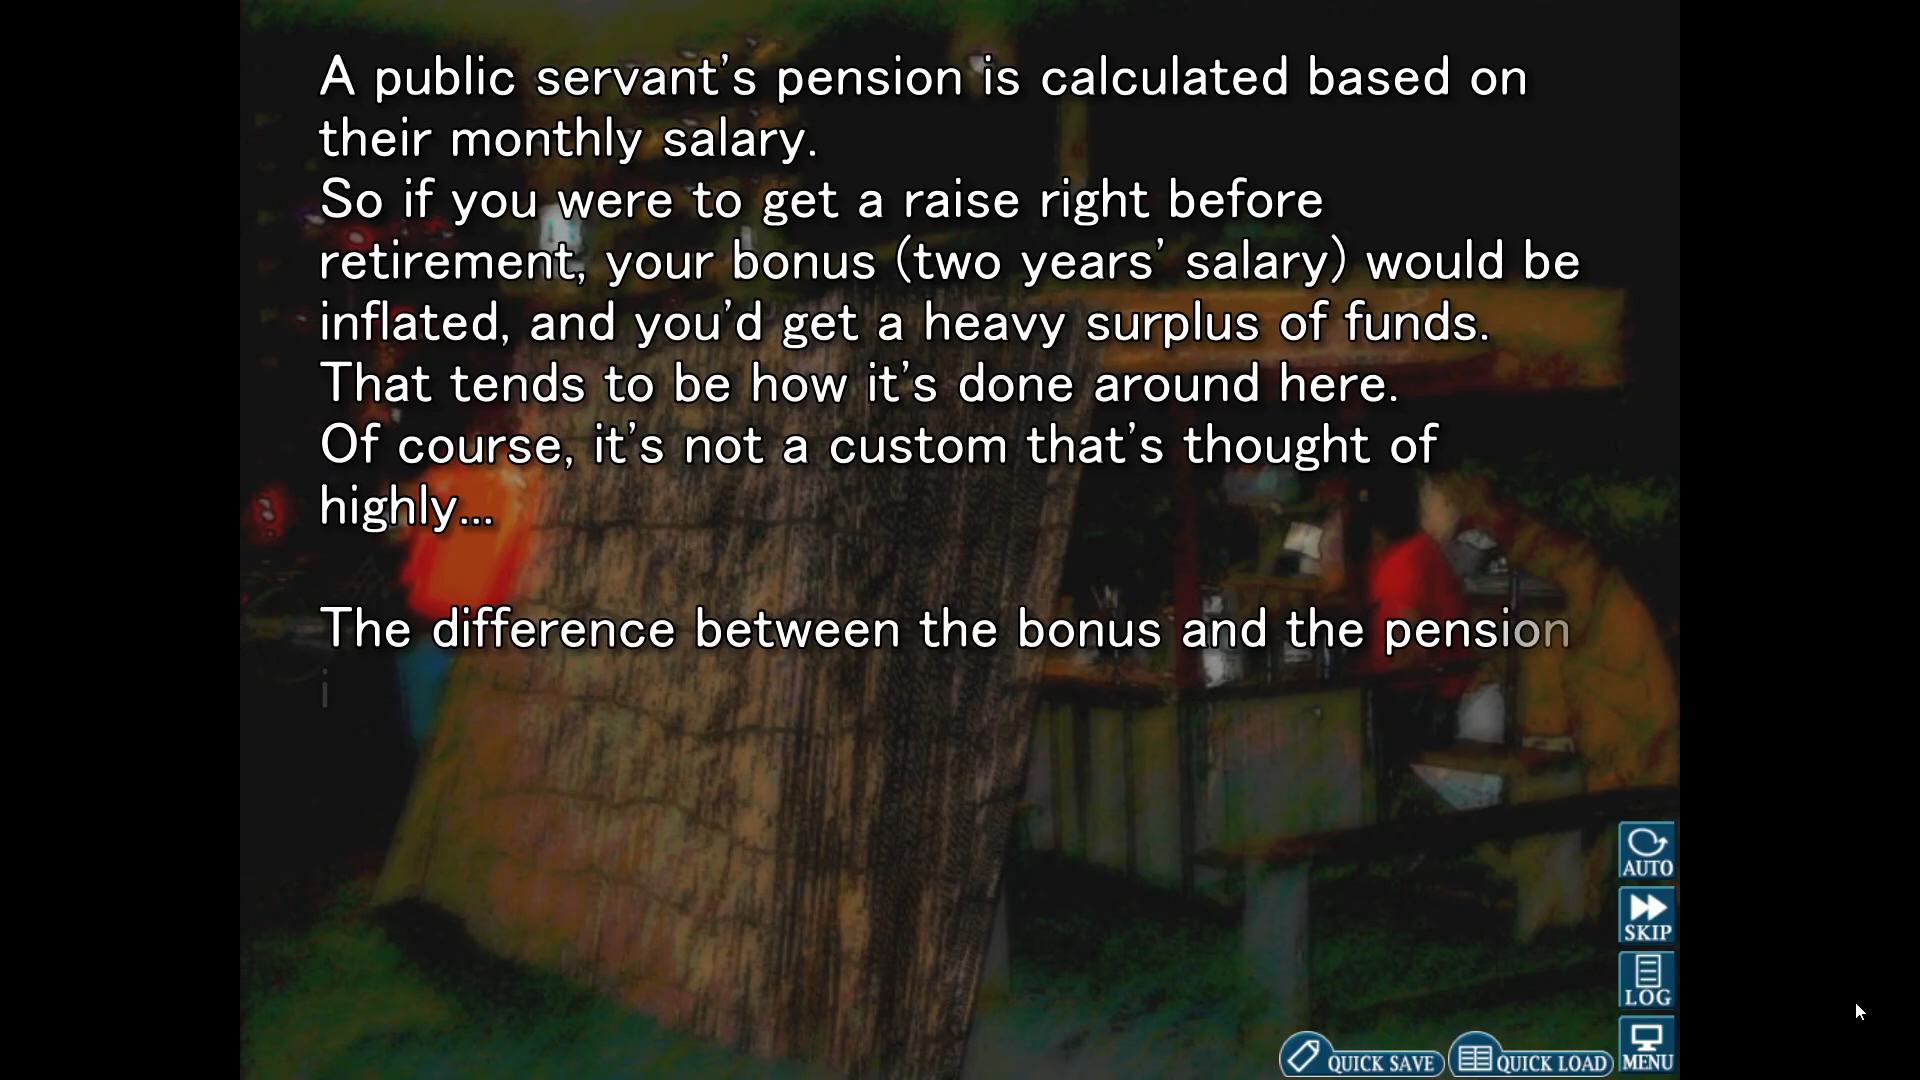 A public servant's pension is calculated based on
their monthly salary.
So if you were to get a raise right before
retirement, your bonus (two years' salary) would be
inflated, and you'd get a heavy surplus of funds.
That tends to be how it's done around here.
Of course, it's not a custom that's thought of
highly...
The difference between the bonus and the pension
i
AUTO
SKIP
LOG
MENU
QUICK SAVE
QUICK LOAD